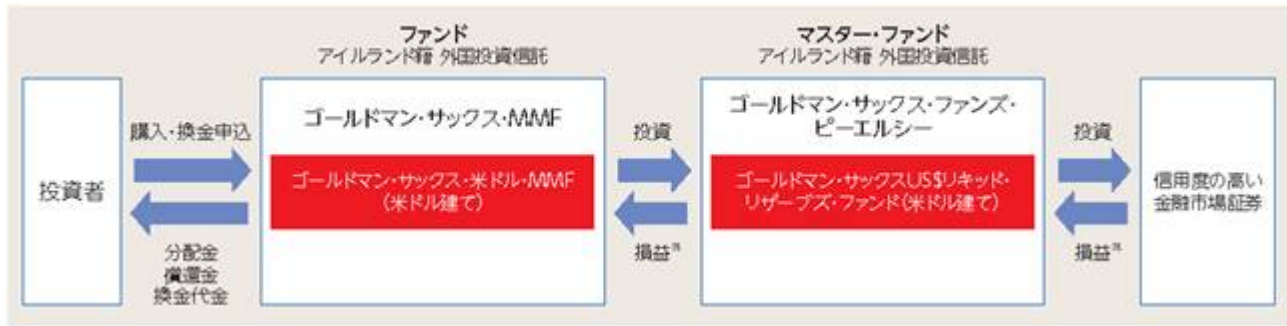 ファンド
アイルランド籍 外国投資信託
マスター・ファンド
アイルランド籍 外国投資信託
投資者
購入・換金申込
分配金
償還金
換金代金
ゴールドマン・サックス・MMF
ゴールドマン・サックス・米ドル・MMF
(米ドル建て)
投資
損益
ゴールドマン・サックス・ファンズ・
ピーエルシー
ゴールドマン・サックスUS$リキッド・
リザーブズ・ファンド(米ドル建て)
投資
損益
信用度の高い
金融市場証券